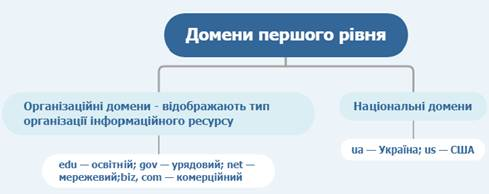 Домени першого рівня
Організаційні домени - відображають тип
організації інформаційного ресурсу
Національні домени
edu — освітній; gov — урядовий; net —
мережевий;biz, com — комерційний
ua — Україна; us — США